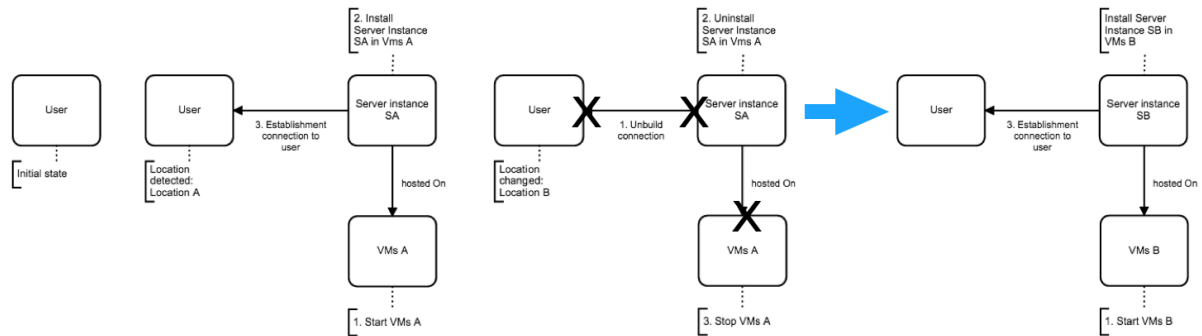 User
Initial state
User
Location
detected:
Location A
3. Establishment
connection to
user
2. Install
Server Instance
SA in Vms A
Server instance
SA
hosted On
VMs A
1. Start VMs A
User
Location
changed:
Location B
1. Unbuild
connection
2. Uninstall
Server Instance
SA in Vms A
Server instance
SA
hosted On
VMs A
3. Stop VMs A
User
3. Establishment
connection to
user
Install Server
Instance SB in
VMs B
Server instance
SB
hosted On
VMs B
1. Start VMs B